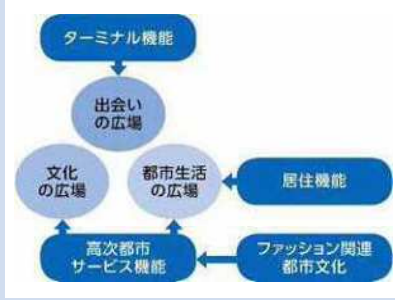 ターミナル機能
出会い
の広場
文化
の広場
都市生活
の広場
居住機能
高次都市
サービス機能
ファッション関連
都市文化